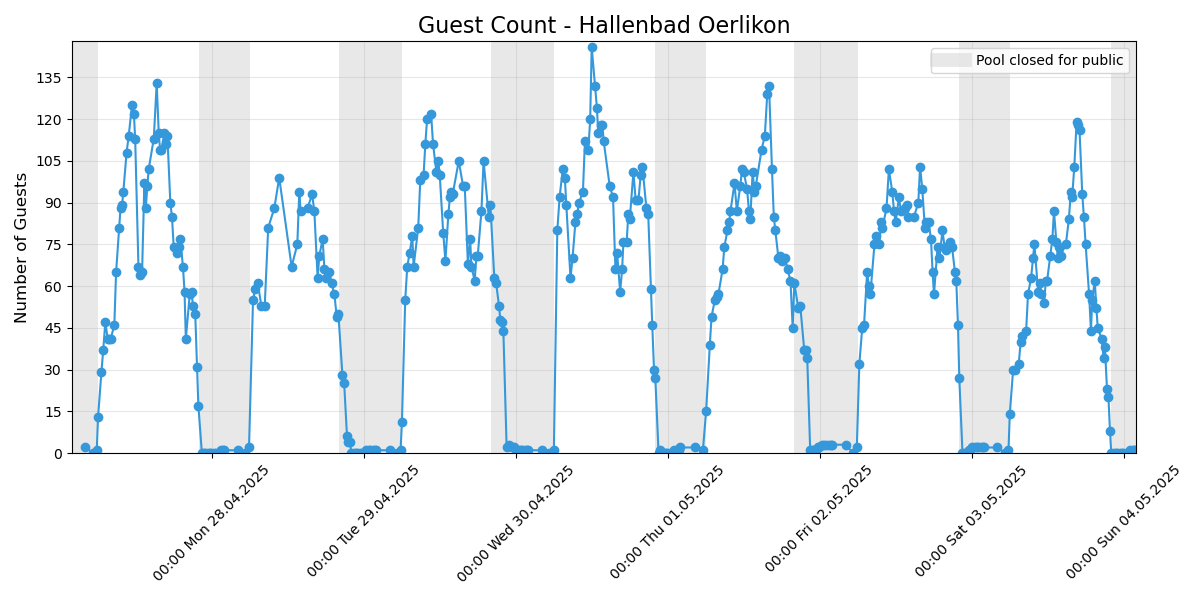 Guest Count - Hallenbad Oerlikon
Pool closed for public
Number of Guests
135
120
105
90
75
60
45
30
15
0
00:00 Mon 28.04.2025
00:00 Tue 29.04.2025
00:00 Wed 30.04.2025
00:00 Thu 01.05.2025
00:00 Fri 02.05.2025
00:00 Sat 03.05.2025
00:00 Sun 04.05.2025